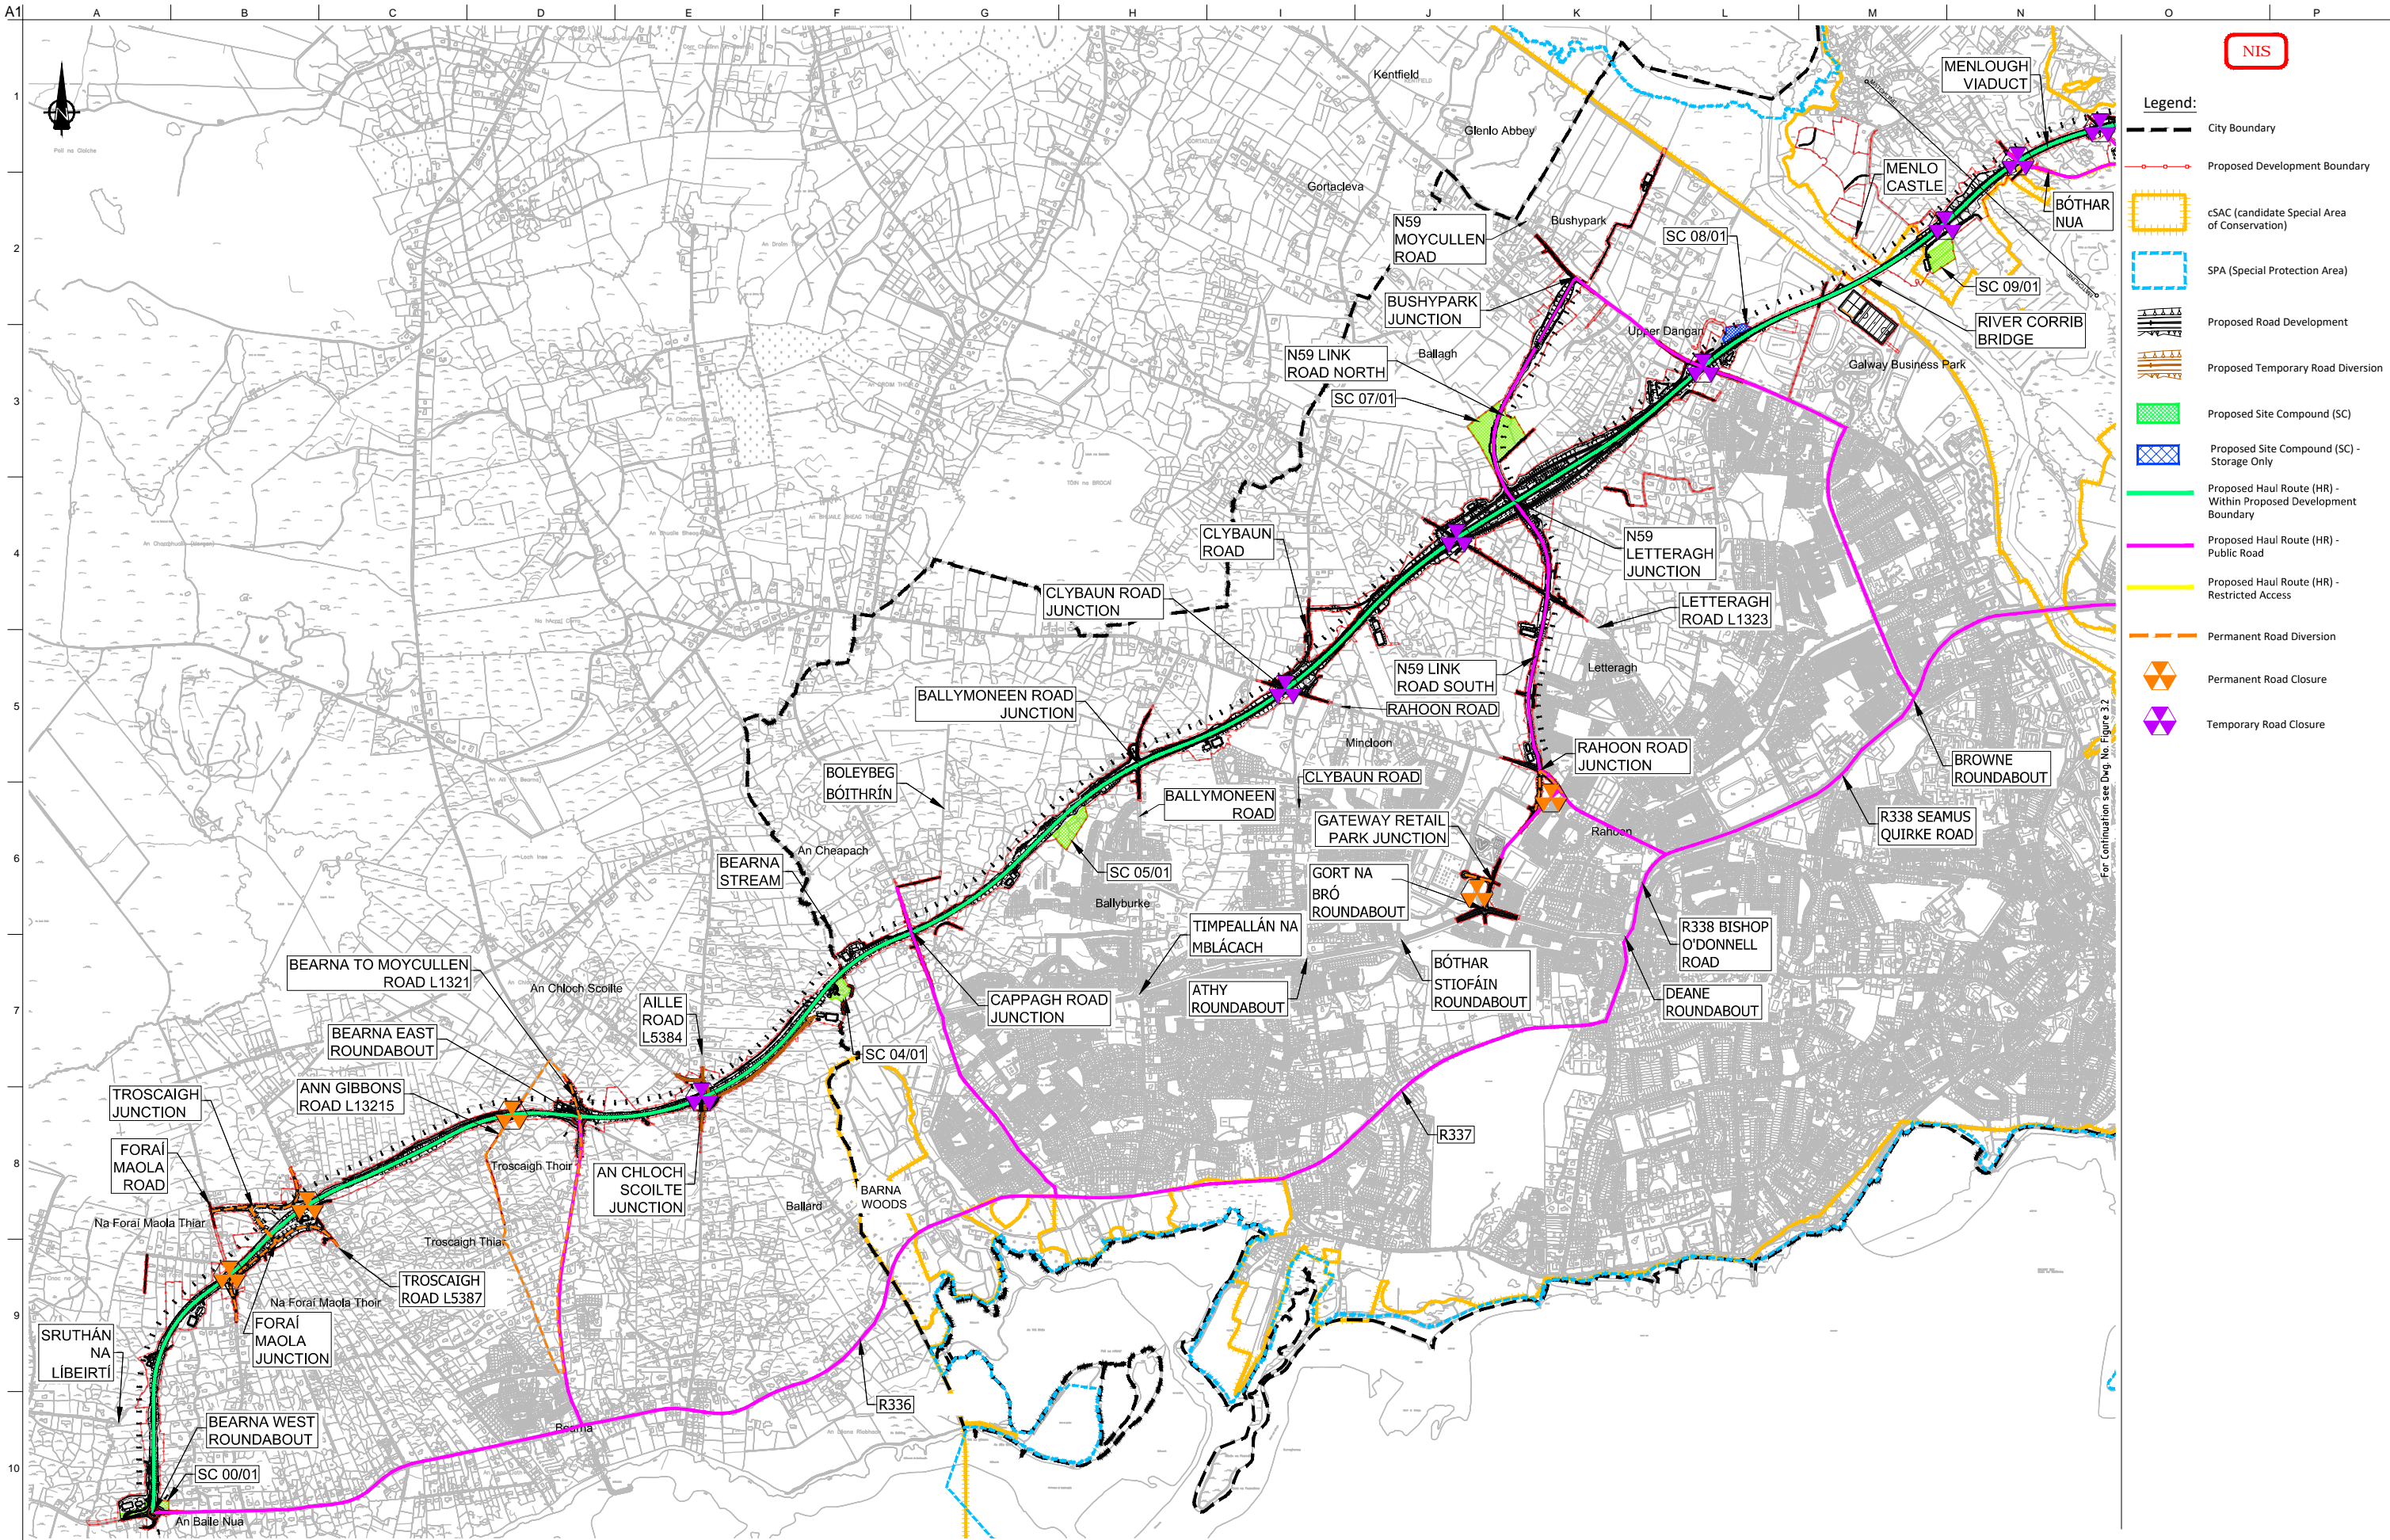 A1
A B C D E F G H I J K L M N O P
1
2
3
4
5
6
7
8
9
10
N
NIS
Legend:
City Boundary
Proposed Development Boundary
cSAC (candidate Special Area
of Conservation)
SPA (Special Protection Area)
Proposed Road Development
Proposed Temporary Road Diversion
Proposed Site Compound (SC)
Proposed Site Compound (SC) -
Storage Only
Proposed Haul Route (HR) -
Within Proposed Development
Boundary
Proposed Haul Route (HR) -
Public Road
Proposed Haul Route (HR) -
Restricted Access
Permanent Road Diversion
Permanent Road Closure
Temporary Road Closure
For Continuation see Dwg. No. Figure 3.2
Kentfield
Glenlo Abbey
Gortacleva
MENLOUGH
VIADUCT
MENLO
CASTLE
BÓTHAR
NUA
N59
MOYCULLEN
ROAD
Bushypark
SC 08/01
SC 09/01
BUSHYPARK
JUNCTION
Upper Dangan
RIVER CORRIB
BRIDGE
N59 LINK
ROAD NORTH
Ballagh
Galway Business Park
SC 07/01
CLYBAUN
ROAD
N59
LETTERAGH
JUNCTION
CLYBAUN ROAD
JUNCTION
LETTERAGH
ROAD L1323
Letteragh
N59 LINK
ROAD SOUTH
BALLYMONEEN ROAD
JUNCTION
RAHOON ROAD
Mincloon
RAHOON ROAD
JUNCTION
BROWNE
ROUNDABOUT
BOLEYBEG
BÓITHRÍN
CLYBAUN ROAD
BALLYMONEEN
ROAD
GATEWAY RETAIL
PARK JUNCTION
Rahoon
R338 SEAMUS
QUIRKE ROAD
An Cheapach
BEARNA
STREAM
SC 05/01
GORT NA
BRÓ
ROUNDABOUT
Ballyburke
TIMPEALLÁN NA
MBLÁCACH
R338 BISHOP
O'DONNELL
ROAD
BEARNA TO MOYCULLEN
ROAD L1321
An Chloch Scoilte
AILLE
ROAD
L5384
CAPPAGH ROAD
JUNCTION
ATHY
ROUNDABOUT
BÓTHAR
STIOFÁIN
ROUNDABOUT
DEANE
ROUNDABOUT
BEARNA EAST
ROUNDABOUT
SC 04/01
TROSCAIGH
JUNCTION
ANN GIBBONS
ROAD L13215
R337
FORAÍ
MAOLA
ROAD
Troscaigh Thoir
AN CHLOCH
SCOILTE
JUNCTION
Ballard
BARNA
WOODS
Na Foraí Maola Thiar
Troscaigh Thiar
TROSCAIGH
ROAD L5387
Na Foraí Maola Thoir
FORAÍ
MAOLA
JUNCTION
SRUTHÁN
NA
LÍBEIRTÍ
R336
BEARNA WEST
ROUNDABOUT
Bearna
SC 00/01
An Baile Nua